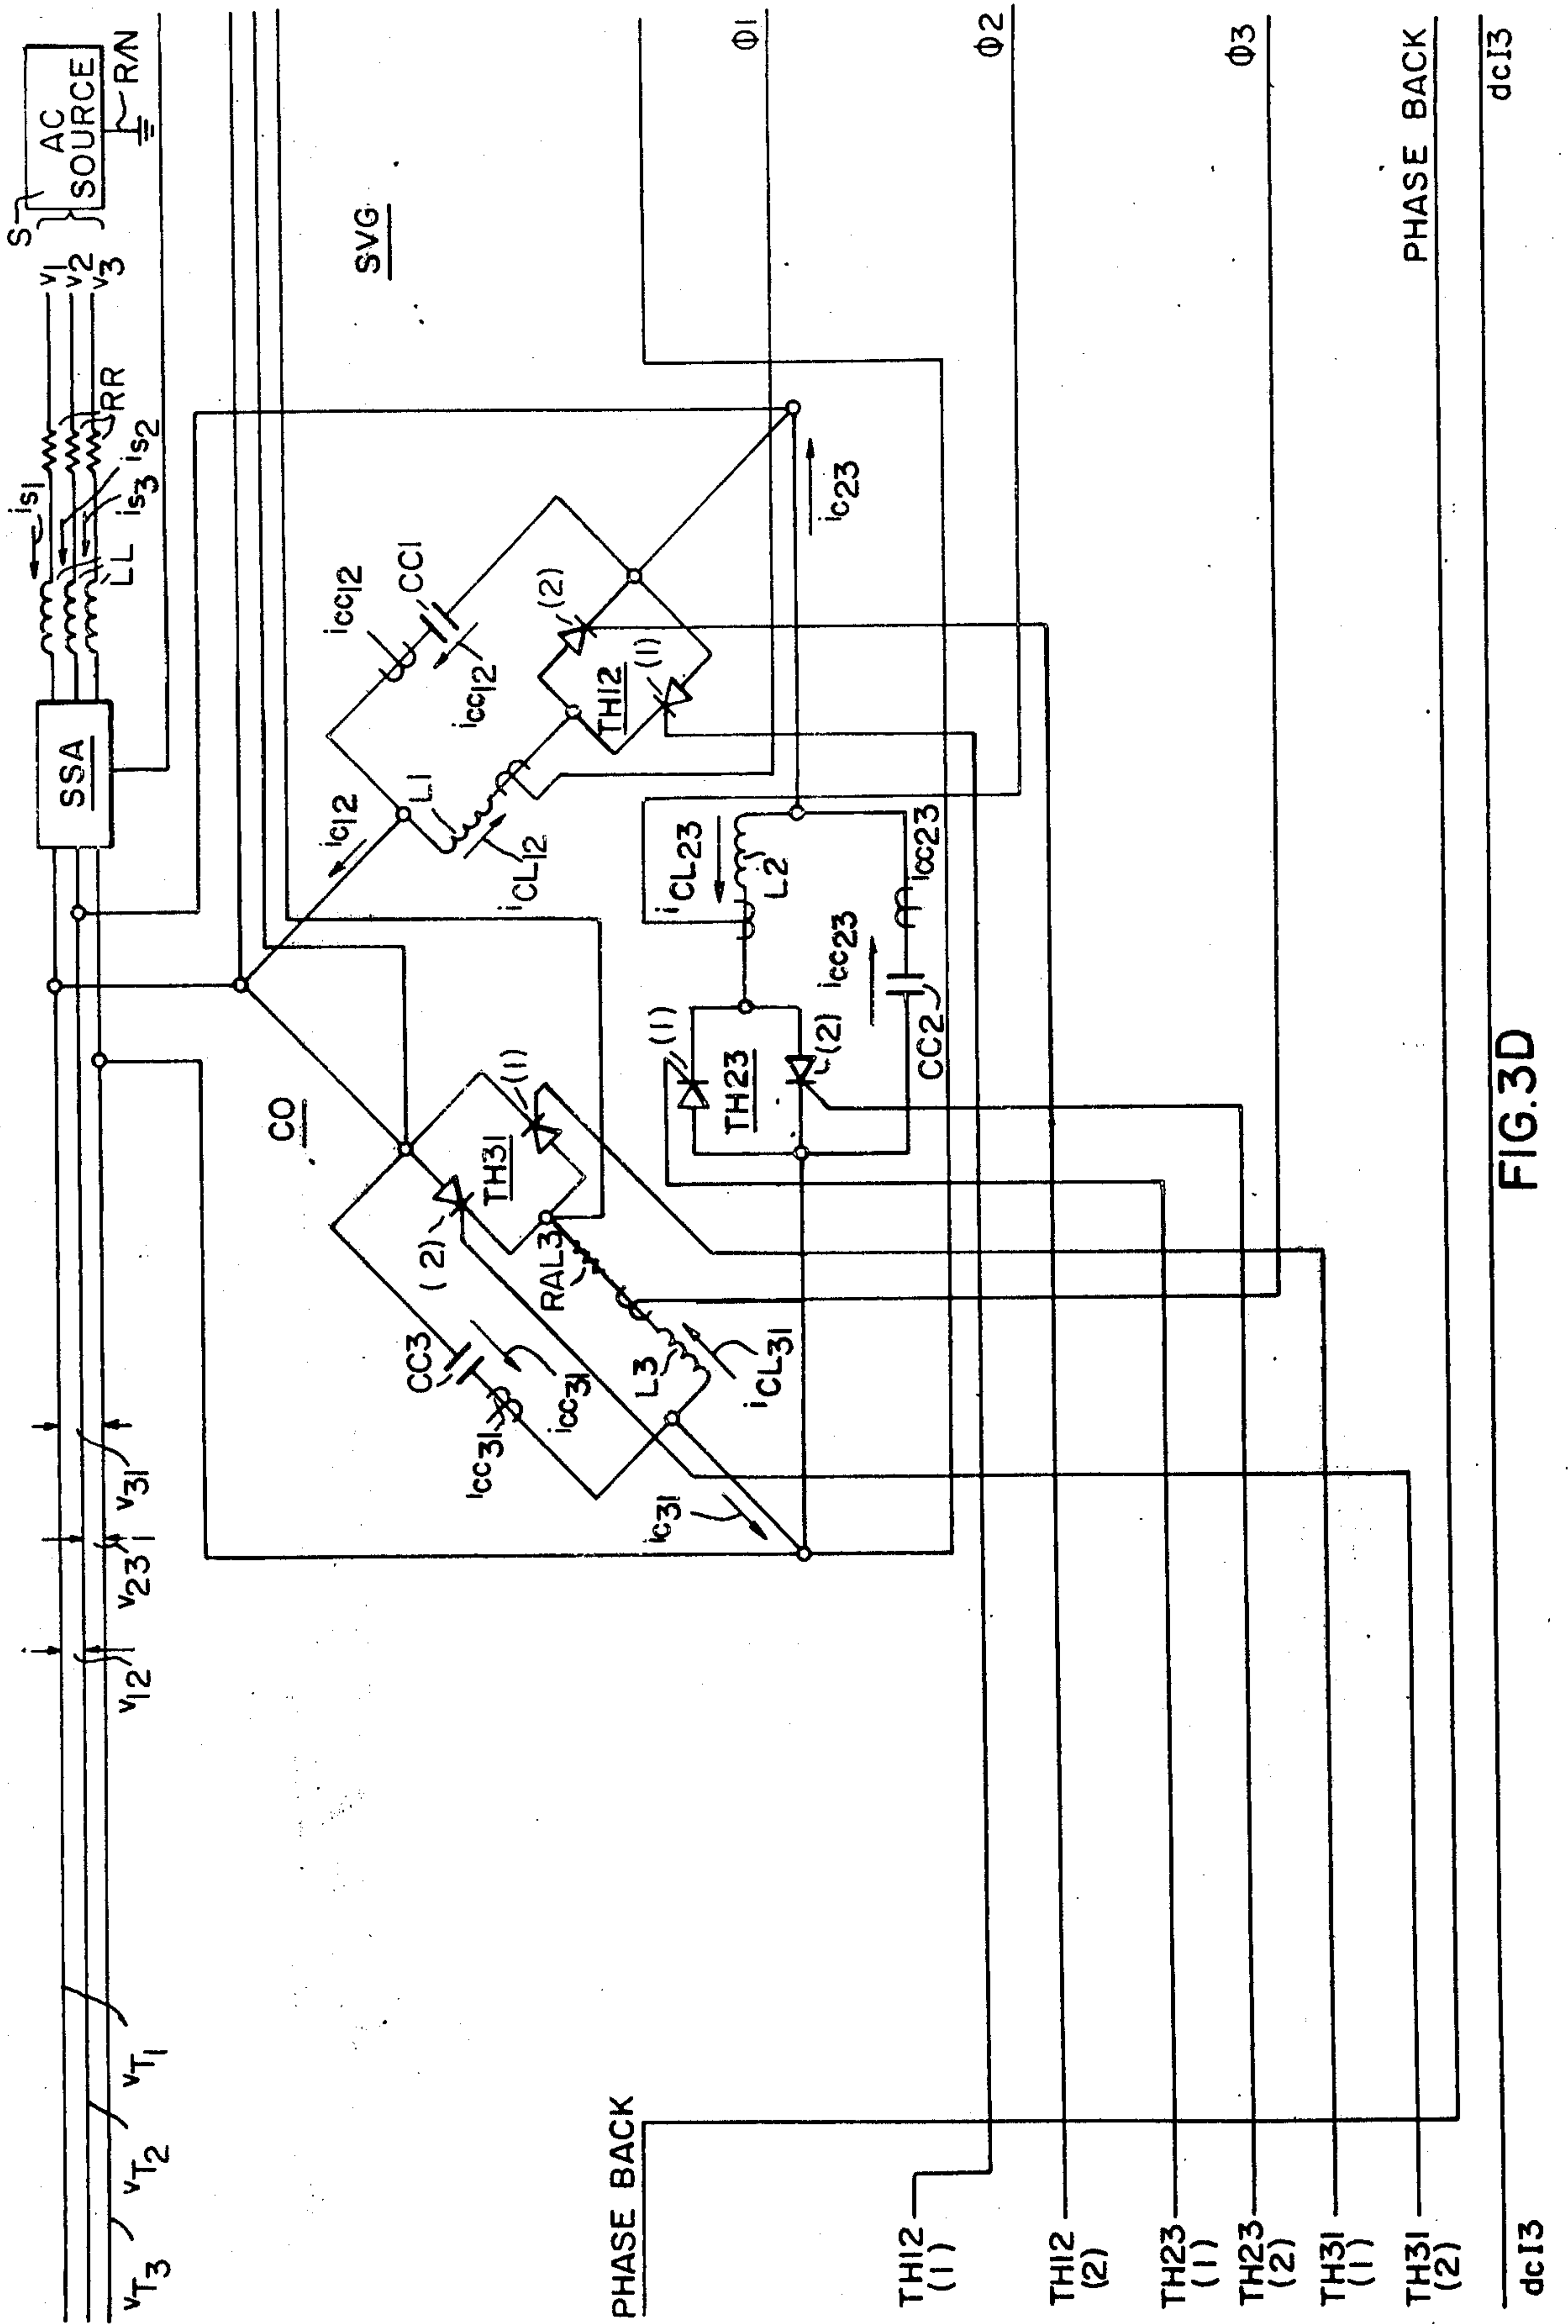 S
AC
SOURCE
R/N
v1
v2
v3
RR
is1
is2
is3
LL
SSA
v31
v23
v12
vT1
vT2
vT3
SVG
CO
icc12
CC1
icc12
(2)
(1)
TH12
L1
ic12
iCL12
ic23
iCL23
L2
icc23
icc23
CC2
(1)
TH23
(2)
(1)
TH31
(2)
RAL3
CC3
icc31
icc31
L3
iCL31
ic31
Φ1
Φ2
Φ3
PHASE BACK
dcI3
PHASE BACK
TH12
(1)
TH12
(2)
TH23
(1)
TH23
(2)
TH31
(1)
TH31
(2)
dcI3
FIG.3D